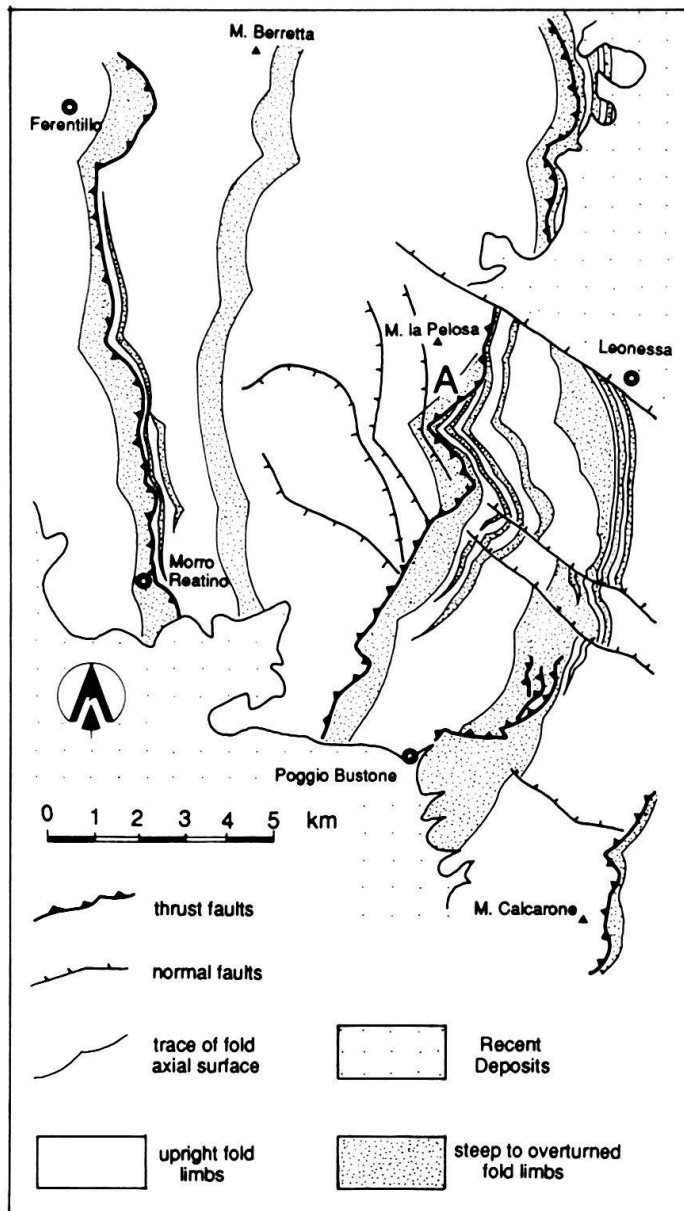 M. Berretta
Ferentillo
M. la Pelosa
Leonessa
A
Morro
Reatino
Poggio Bustone
0 1 2 3 4 5 km
M. Calcarone
thrust faults
normal faults
trace of fold
axial surface
Recent
Deposits
upright fold
limbs
steep to overturned
fold limbs